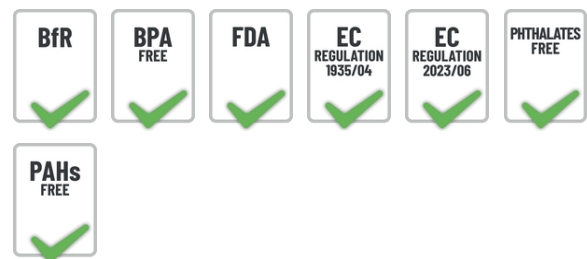 BfR
BPA
FREE
FDA
EC
REGULATION
1935/04
EC
REGULATION
2023/06
PHTHALATES
FREE
PAHs
FREE